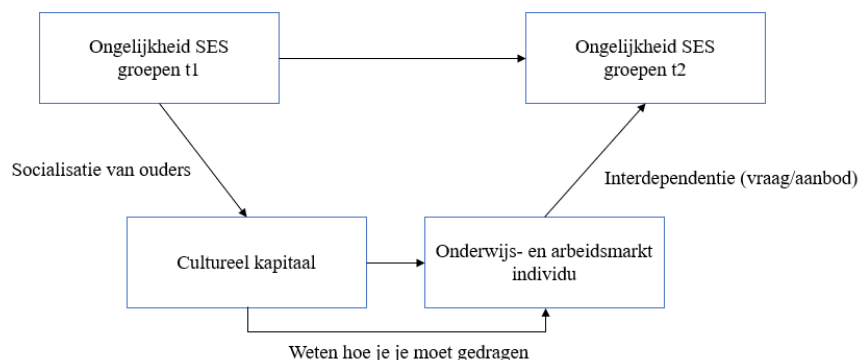 Ongelijkheid SES
groepen t1
Ongelijkheid SES
groepen t2
Socialisatie van ouders
Interdependentie (vraag/aanbod)
Cultureel kapitaal
Onderwijs- en arbeidsmarkt
individu
Weten hoe je je moet gedragen